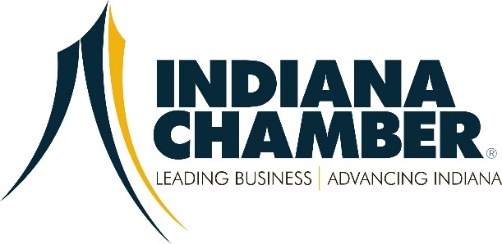 INDIANA
CHAMBER®
LEADING BUSINESS | ADVANCING INDIANA